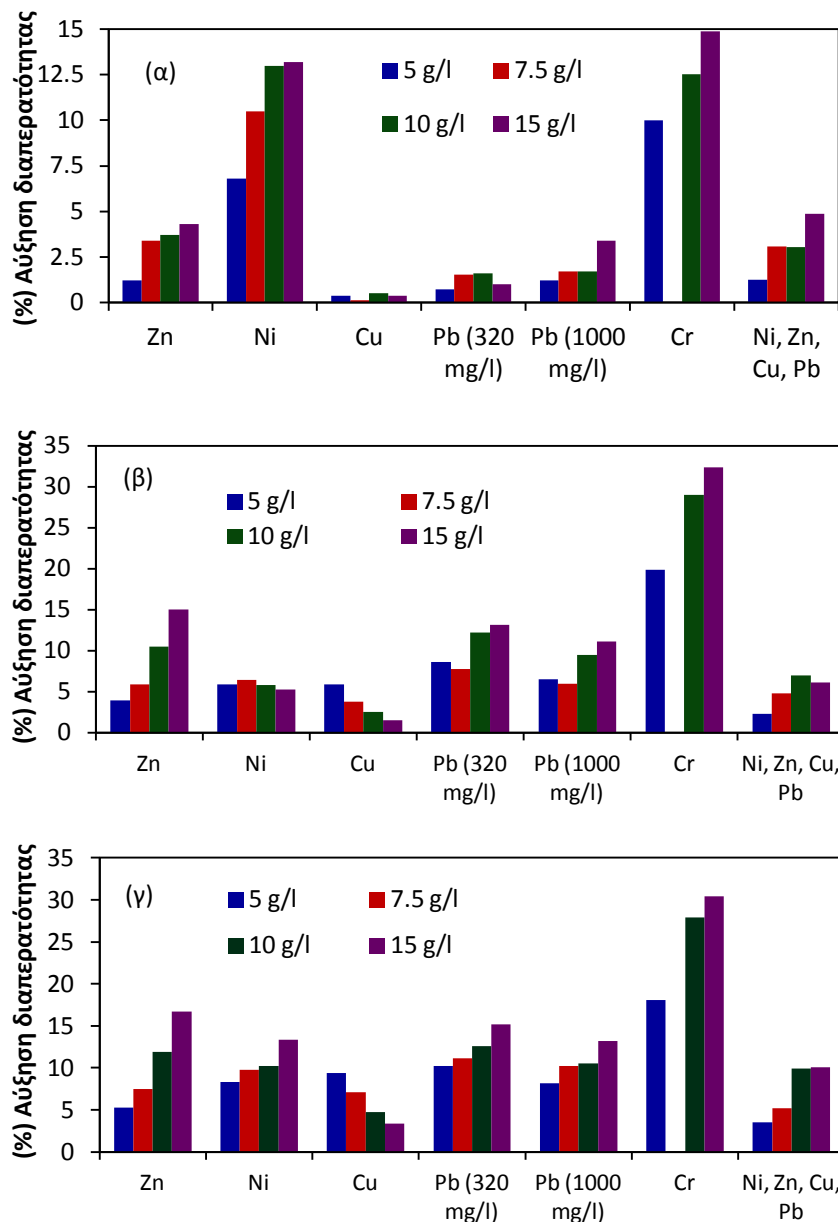 (%) Αύξηση διαπερατότητας
15
12.5
10
7.5
5
2.5
0
(α)
5 g/l
7.5 g/l
10 g/l
15 g/l
Zn
Ni
Cu
Pb (320
mg/l)
Pb (1000
mg/l)
Cr
Ni, Zn,
Cu, Pb
(%) Αύξηση διαπερατότητας
35
30
25
20
15
10
5
0
(β)
5 g/l
7.5 g/l
10 g/l
15 g/l
Zn
Ni
Cu
Pb (320
mg/l)
Pb (1000
mg/l)
Cr
Ni, Zn, Cu,
Pb
(%) Αύξηση διαπερατότητας
35
30
25
20
15
10
5
0
(γ)
5 g/l
7.5 g/l
10 g/l
15 g/l
Zn
Ni
Cu
Pb (320
mg/l)
Pb (1000
mg/l)
Cr
Ni, Zn, Cu,
Pb